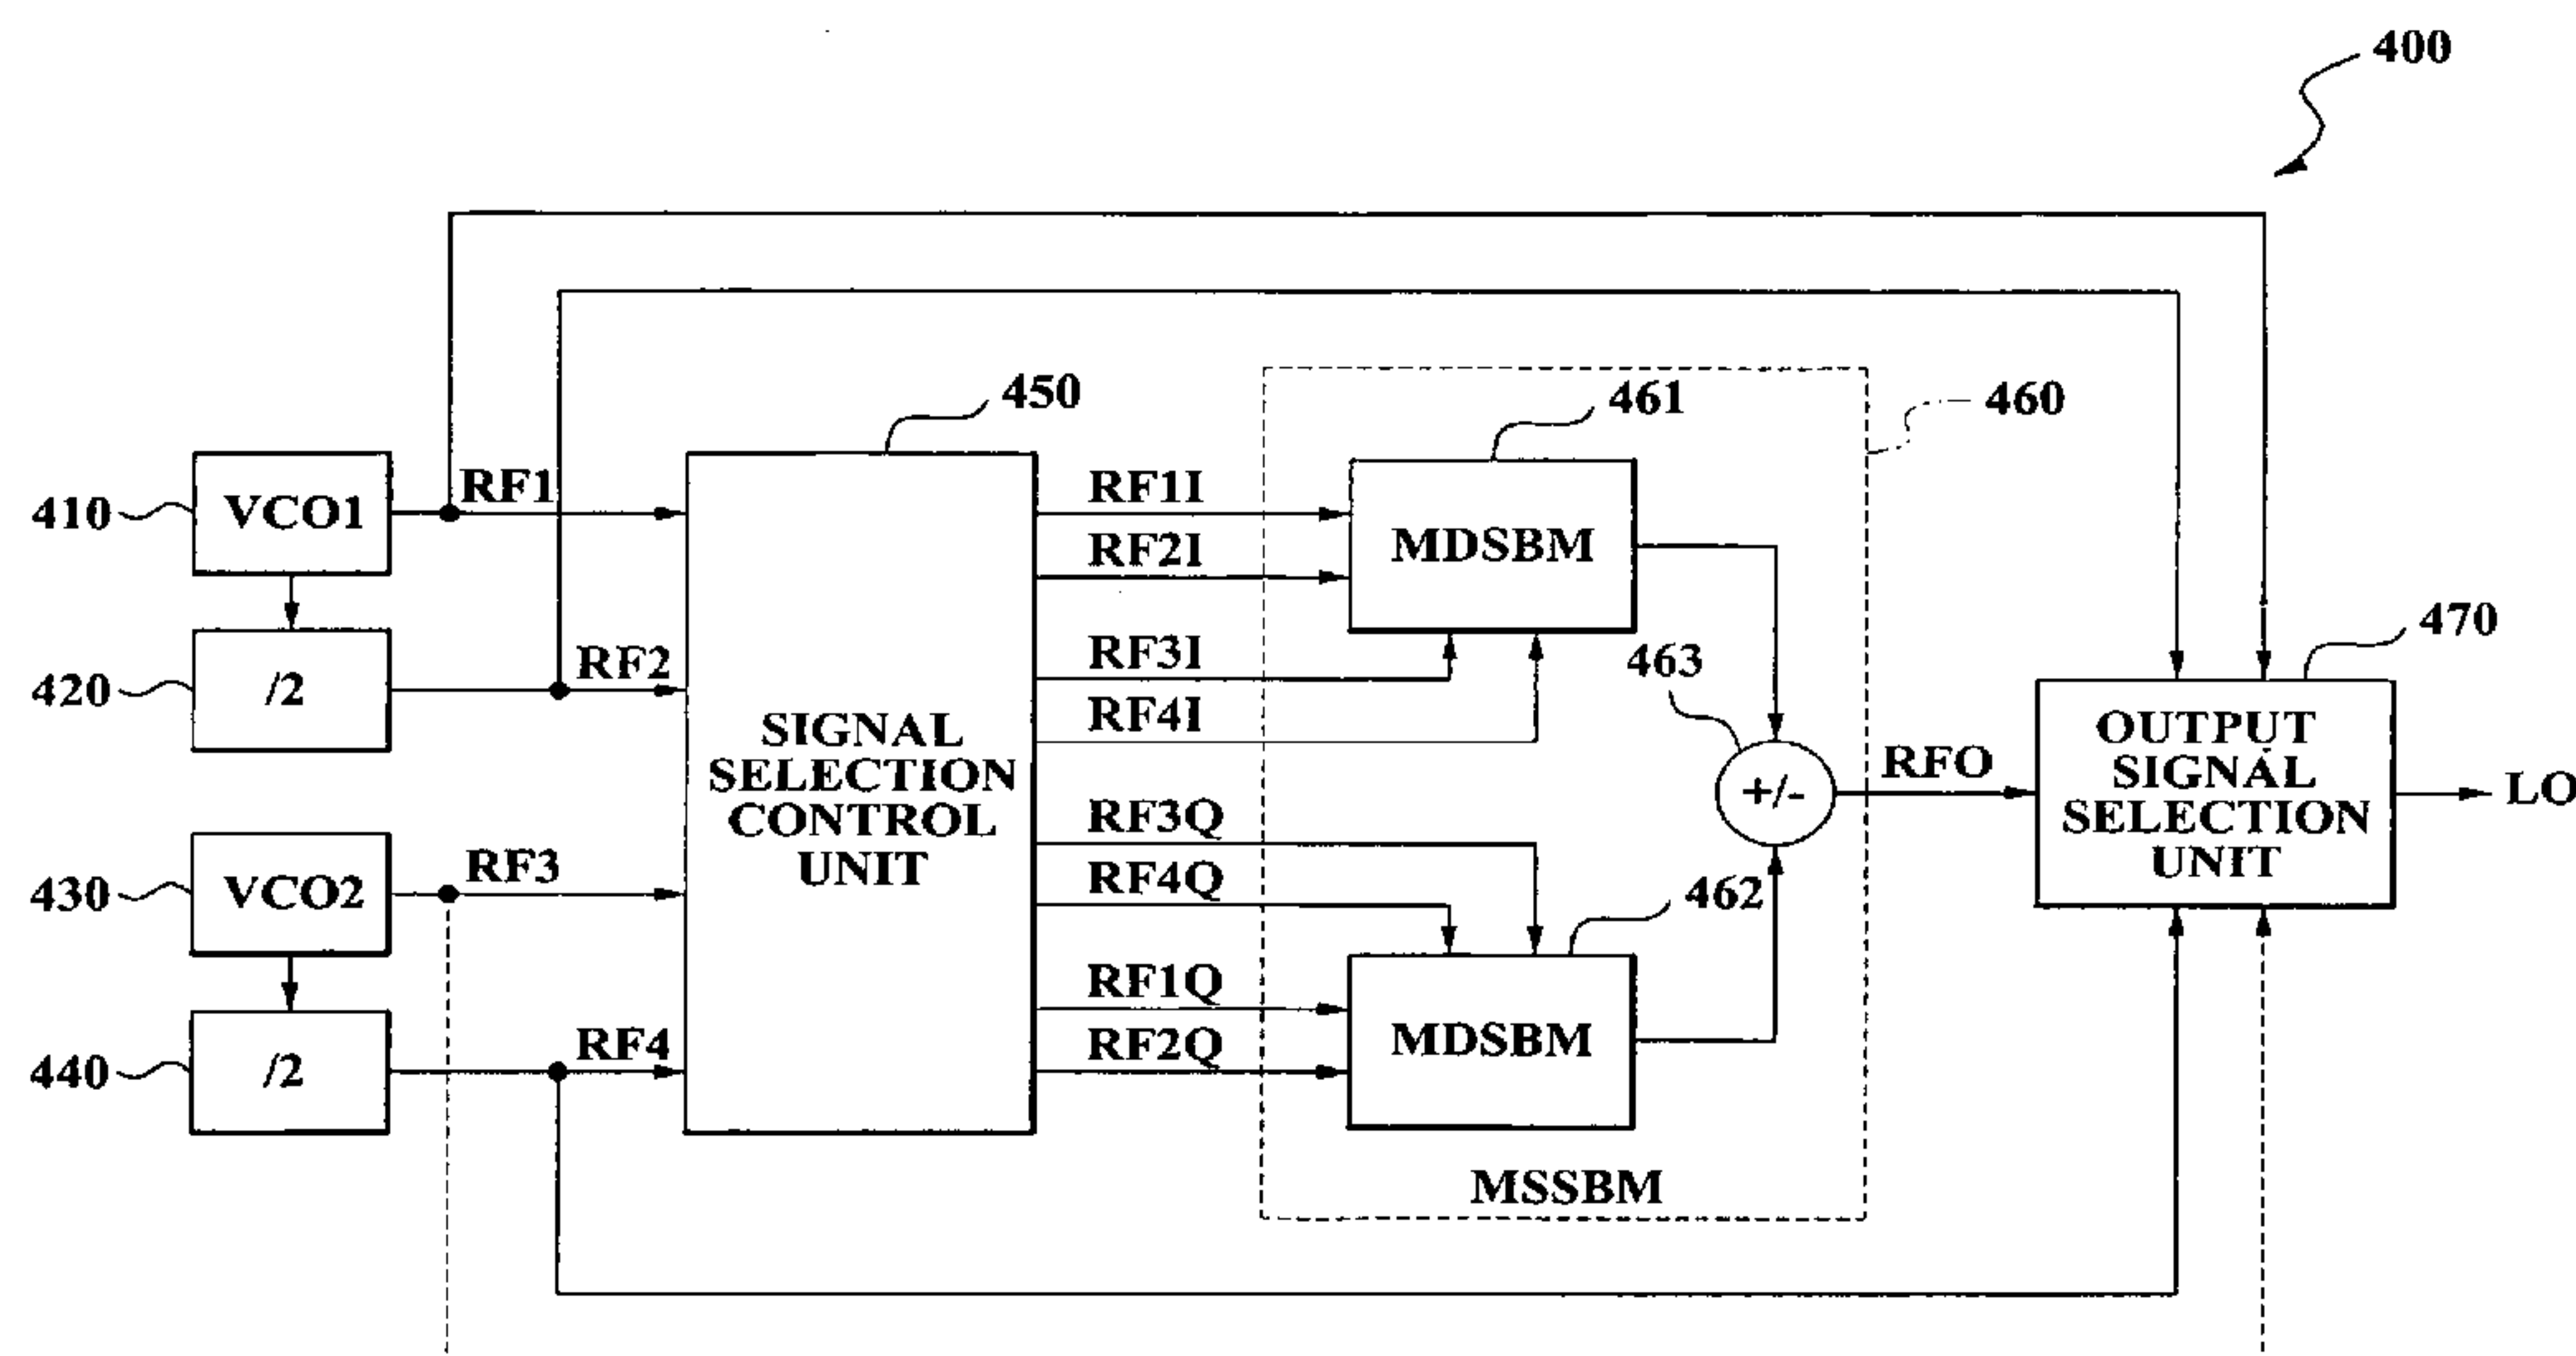 400
450
461
460
410
VCO1
RF1
RF1I
MDSBM
RF2I
420
/2
RF2
RF3I
463
470
RF4I
SIGNAL
SELECTION
CONTROL
UNIT
+/-
RFO
OUTPUT
SIGNAL
SELECTION
UNIT
LO
RF3Q
430
VCO2
RF3
RF4Q
462
RF1Q
MDSBM
440
/2
RF4
RF2Q
MSSBM